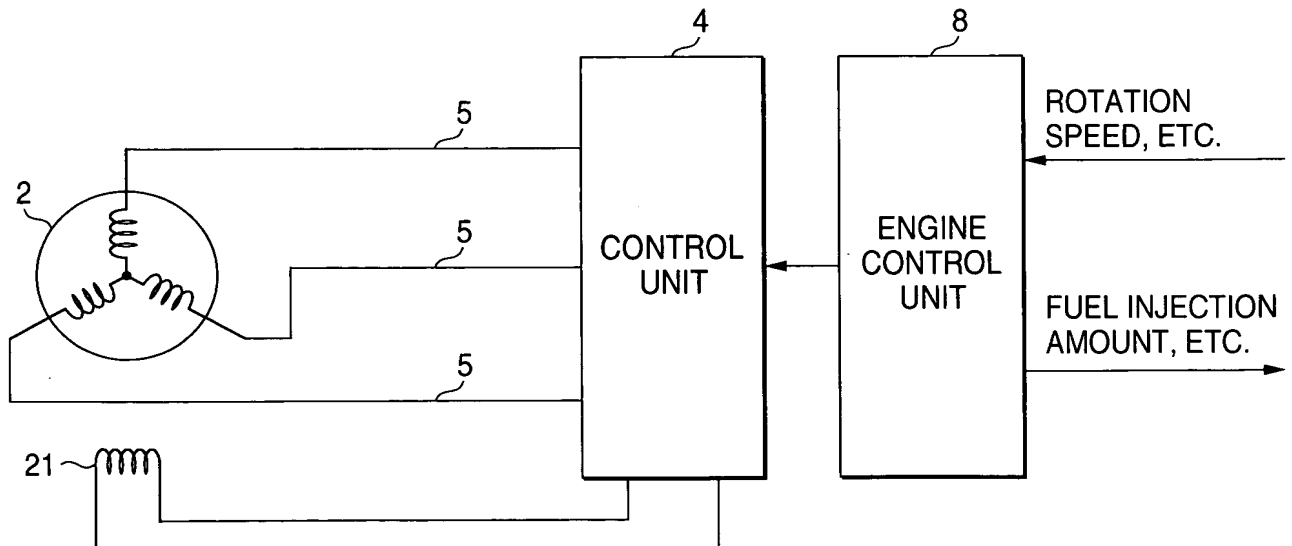 4
8
5
ROTATION
SPEED, ETC.
2
5
CONTROL
UNIT
ENGINE
CONTROL
UNIT
FUEL INJECTION
AMOUNT, ETC.
5
21